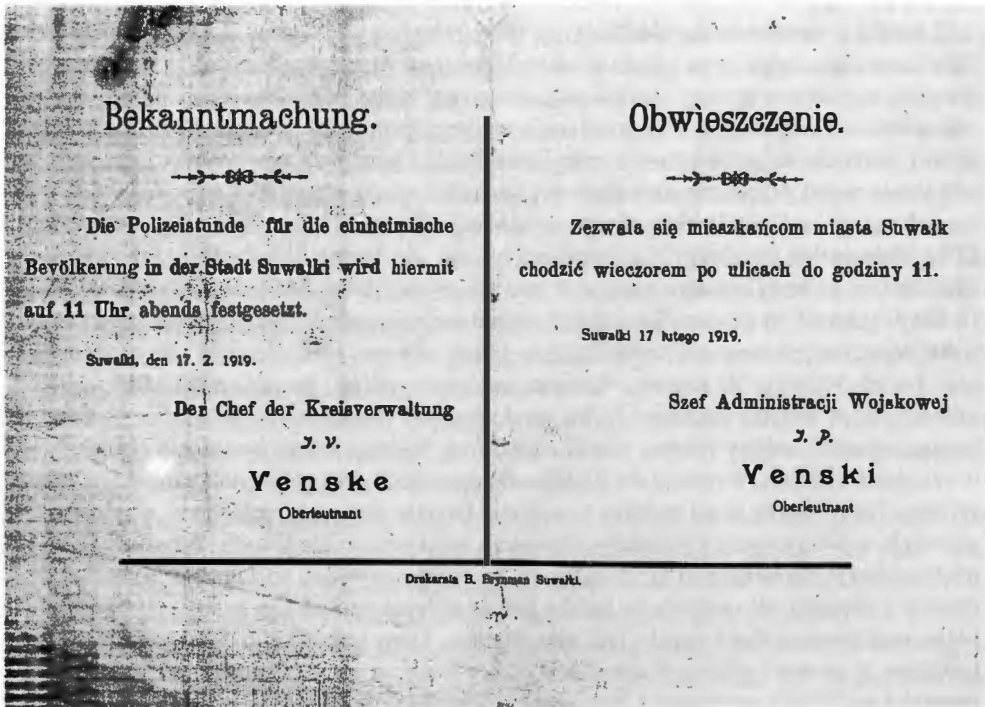 Bekanntmachung.
Die Polizeistunde für die einheimische
Bevölkerung in der Stadt Suwalki wird hiermit
auf 11 Uhr abends festgesetzt.
Suwalki, den 17. 2. 1919.
Der Chef der Kreisverwaltung
J. V.
Venske
Oberleutnant
Obwieszczenie.
Zezwala się mieszkańcom miasta Suwałk
chodzić wieczorem po ulicach do godziny 11.
Suwałki 17 lutego 1919.
Szef Administracji Wojskowej
J. P.
Venski
Oberleutnant
Drukarnia B. Suwałki.